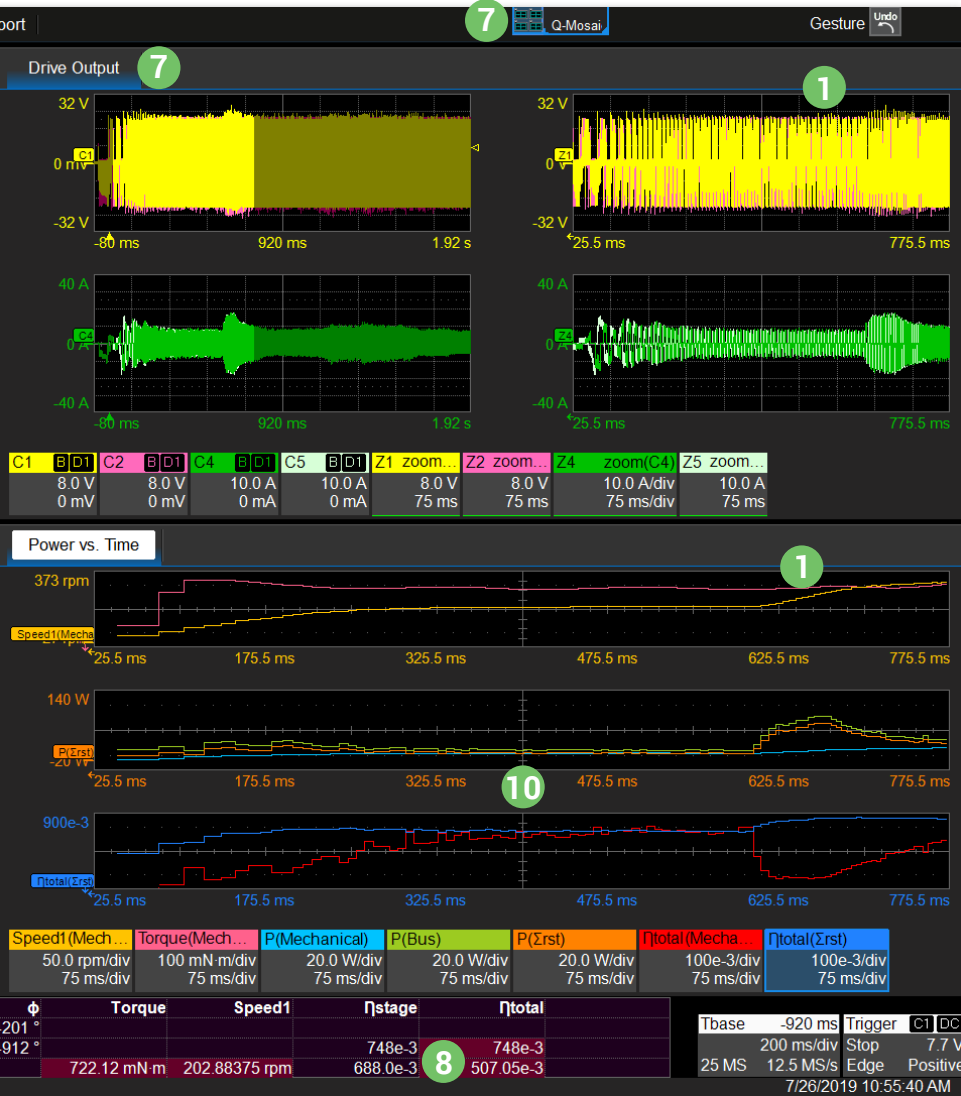 port
7
Q-Mosai
Gesture
Undo
Drive Output
7
1
32 V
C1
0 mV
-32 V
-80 ms
920 ms
1.92 s
32 V
Z1
0 V
-32 V
25.5 ms
775.5 ms
40 A
C4
0 A
-40 A
-80 ms
920 ms
1.92 s
40 A
Z4
0 A
-40 A
25.5 ms
775.5 ms
C1 B D1 C2 B D1 C4 B D1 C5 B D1 Z1 zoom... Z2 zoom... Z4 zoom(C4) Z5 zoom...
8.0 V 8.0 V 10.0 A 10.0 A 8.0 V 8.0 V 10.0 A/div 10.0 A
0 mV 0 mV 0 mA 0 mA 75 ms 75 ms 75 ms/div 75 ms
Power vs. Time
1
373 rpm
Speed1(Mecha
25.5 ms 175.5 ms 325.5 ms 475.5 ms 625.5 ms 775.5 ms
140 W
P(Σrst)
-20 W
25.5 ms 175.5 ms 325.5 ms 475.5 ms 625.5 ms 775.5 ms
10
900e-3
ηtotal(Σrst)
25.5 ms 175.5 ms 325.5 ms 475.5 ms 625.5 ms 775.5 ms
Speed1(Mech... Torque(Mech... P(Mechanical) P(Bus) P(Σrst) ηtotal(Mecha... ηtotal(Σrst)
50.0 rpm/div 100 mN·m/div 20.0 W/div 20.0 W/div 20.0 W/div 100e-3/div 100e-3/div
75 ms/div 75 ms/div 75 ms/div 75 ms/div 75 ms/div 75 ms/div 75 ms/div
ϕ Torque Speed1 ηstage ηtotal
201 °
912 ° 748e-3 748e-3
722.12 mN·m 202.88375 rpm 688.0e-3 507.05e-3
8
Tbase -920 ms Trigger C1 DC
200 ms/div Stop 7.7 V
25 MS 12.5 MS/s Edge Positive
7/26/2019 10:55:40 AM